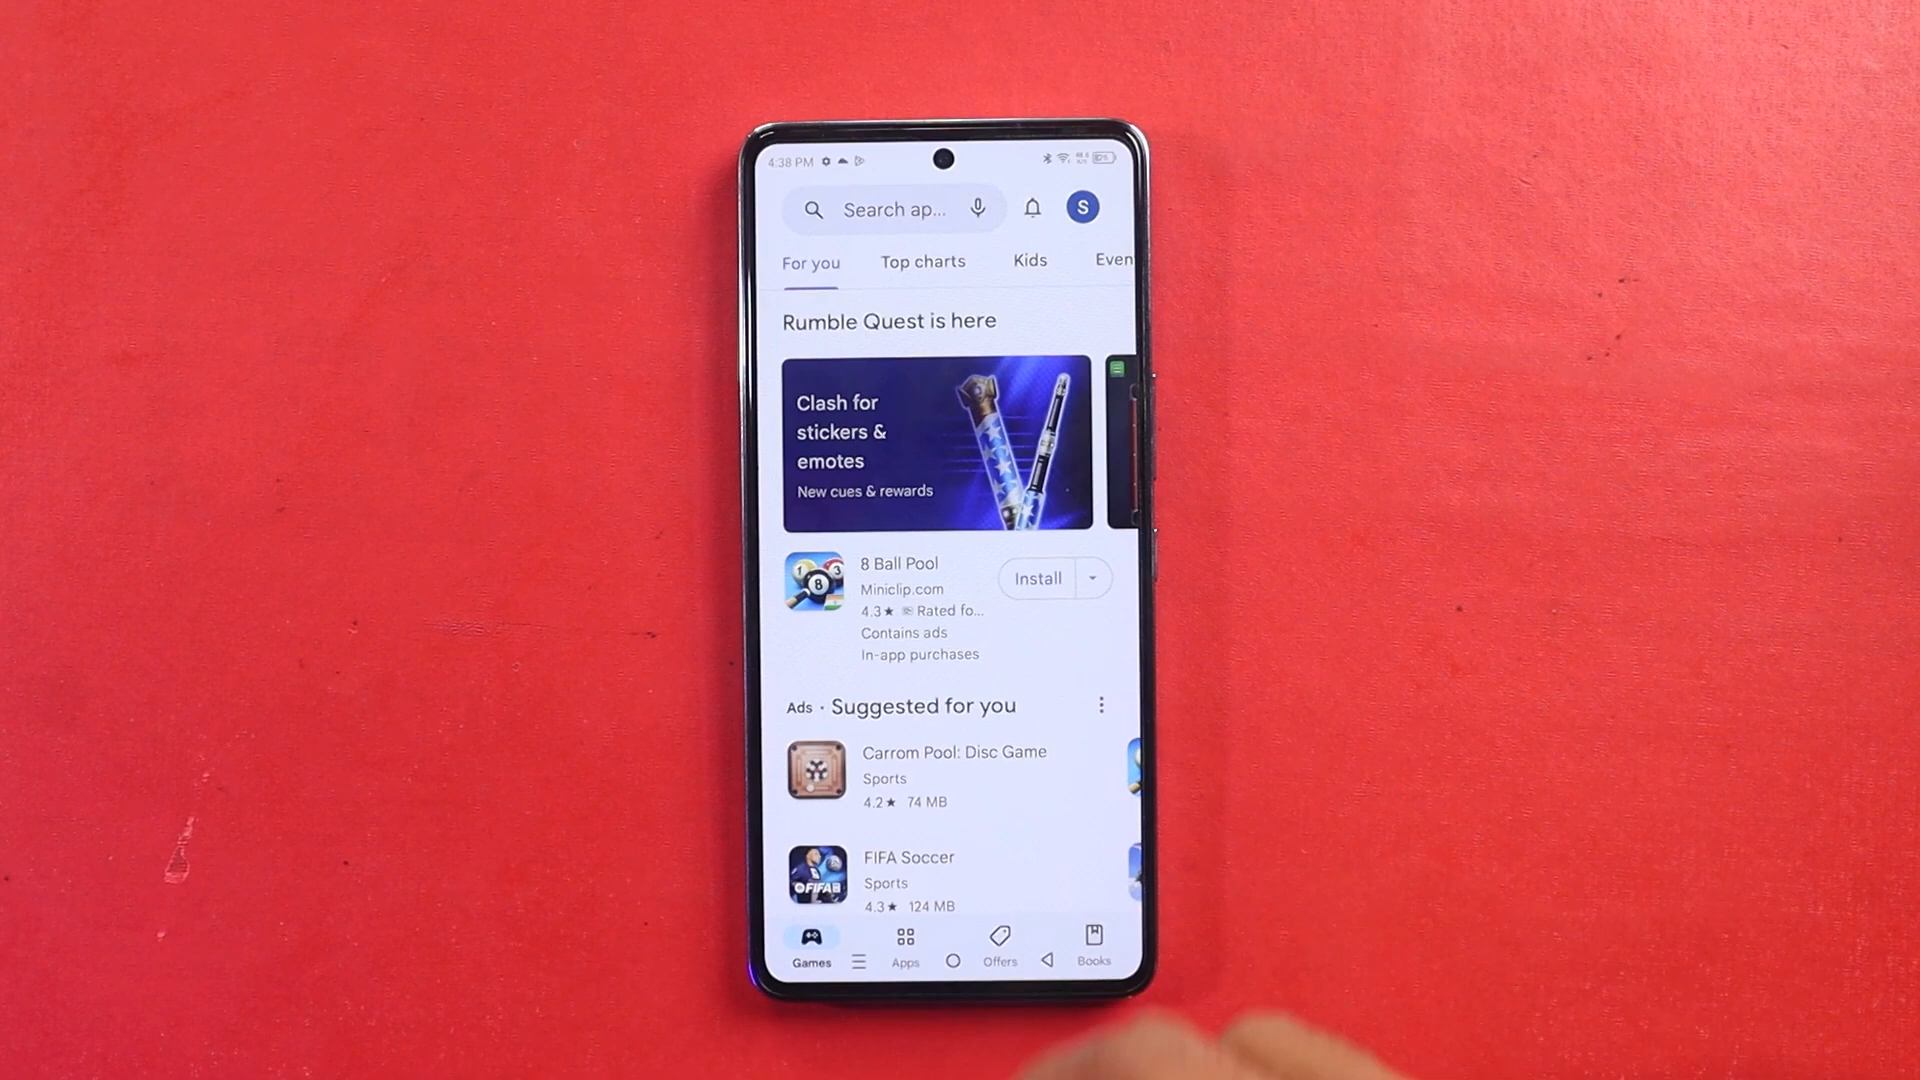 4:38 PM
Search ap...
S
For you Top charts Kids Even
Rumble Quest is here
Clash for
stickers &
emotes
New cues & rewards
8 Ball Pool
Install
Miniclip.com
4.3★ Rated fo...
Contains ads
In-app purchases
Ads · Suggested for you
Carrom Pool: Disc Game
Sports
4.2★ 74 MB
FIFA Soccer
Sports
4.3★ 124 MB
Games Apps Offers Books